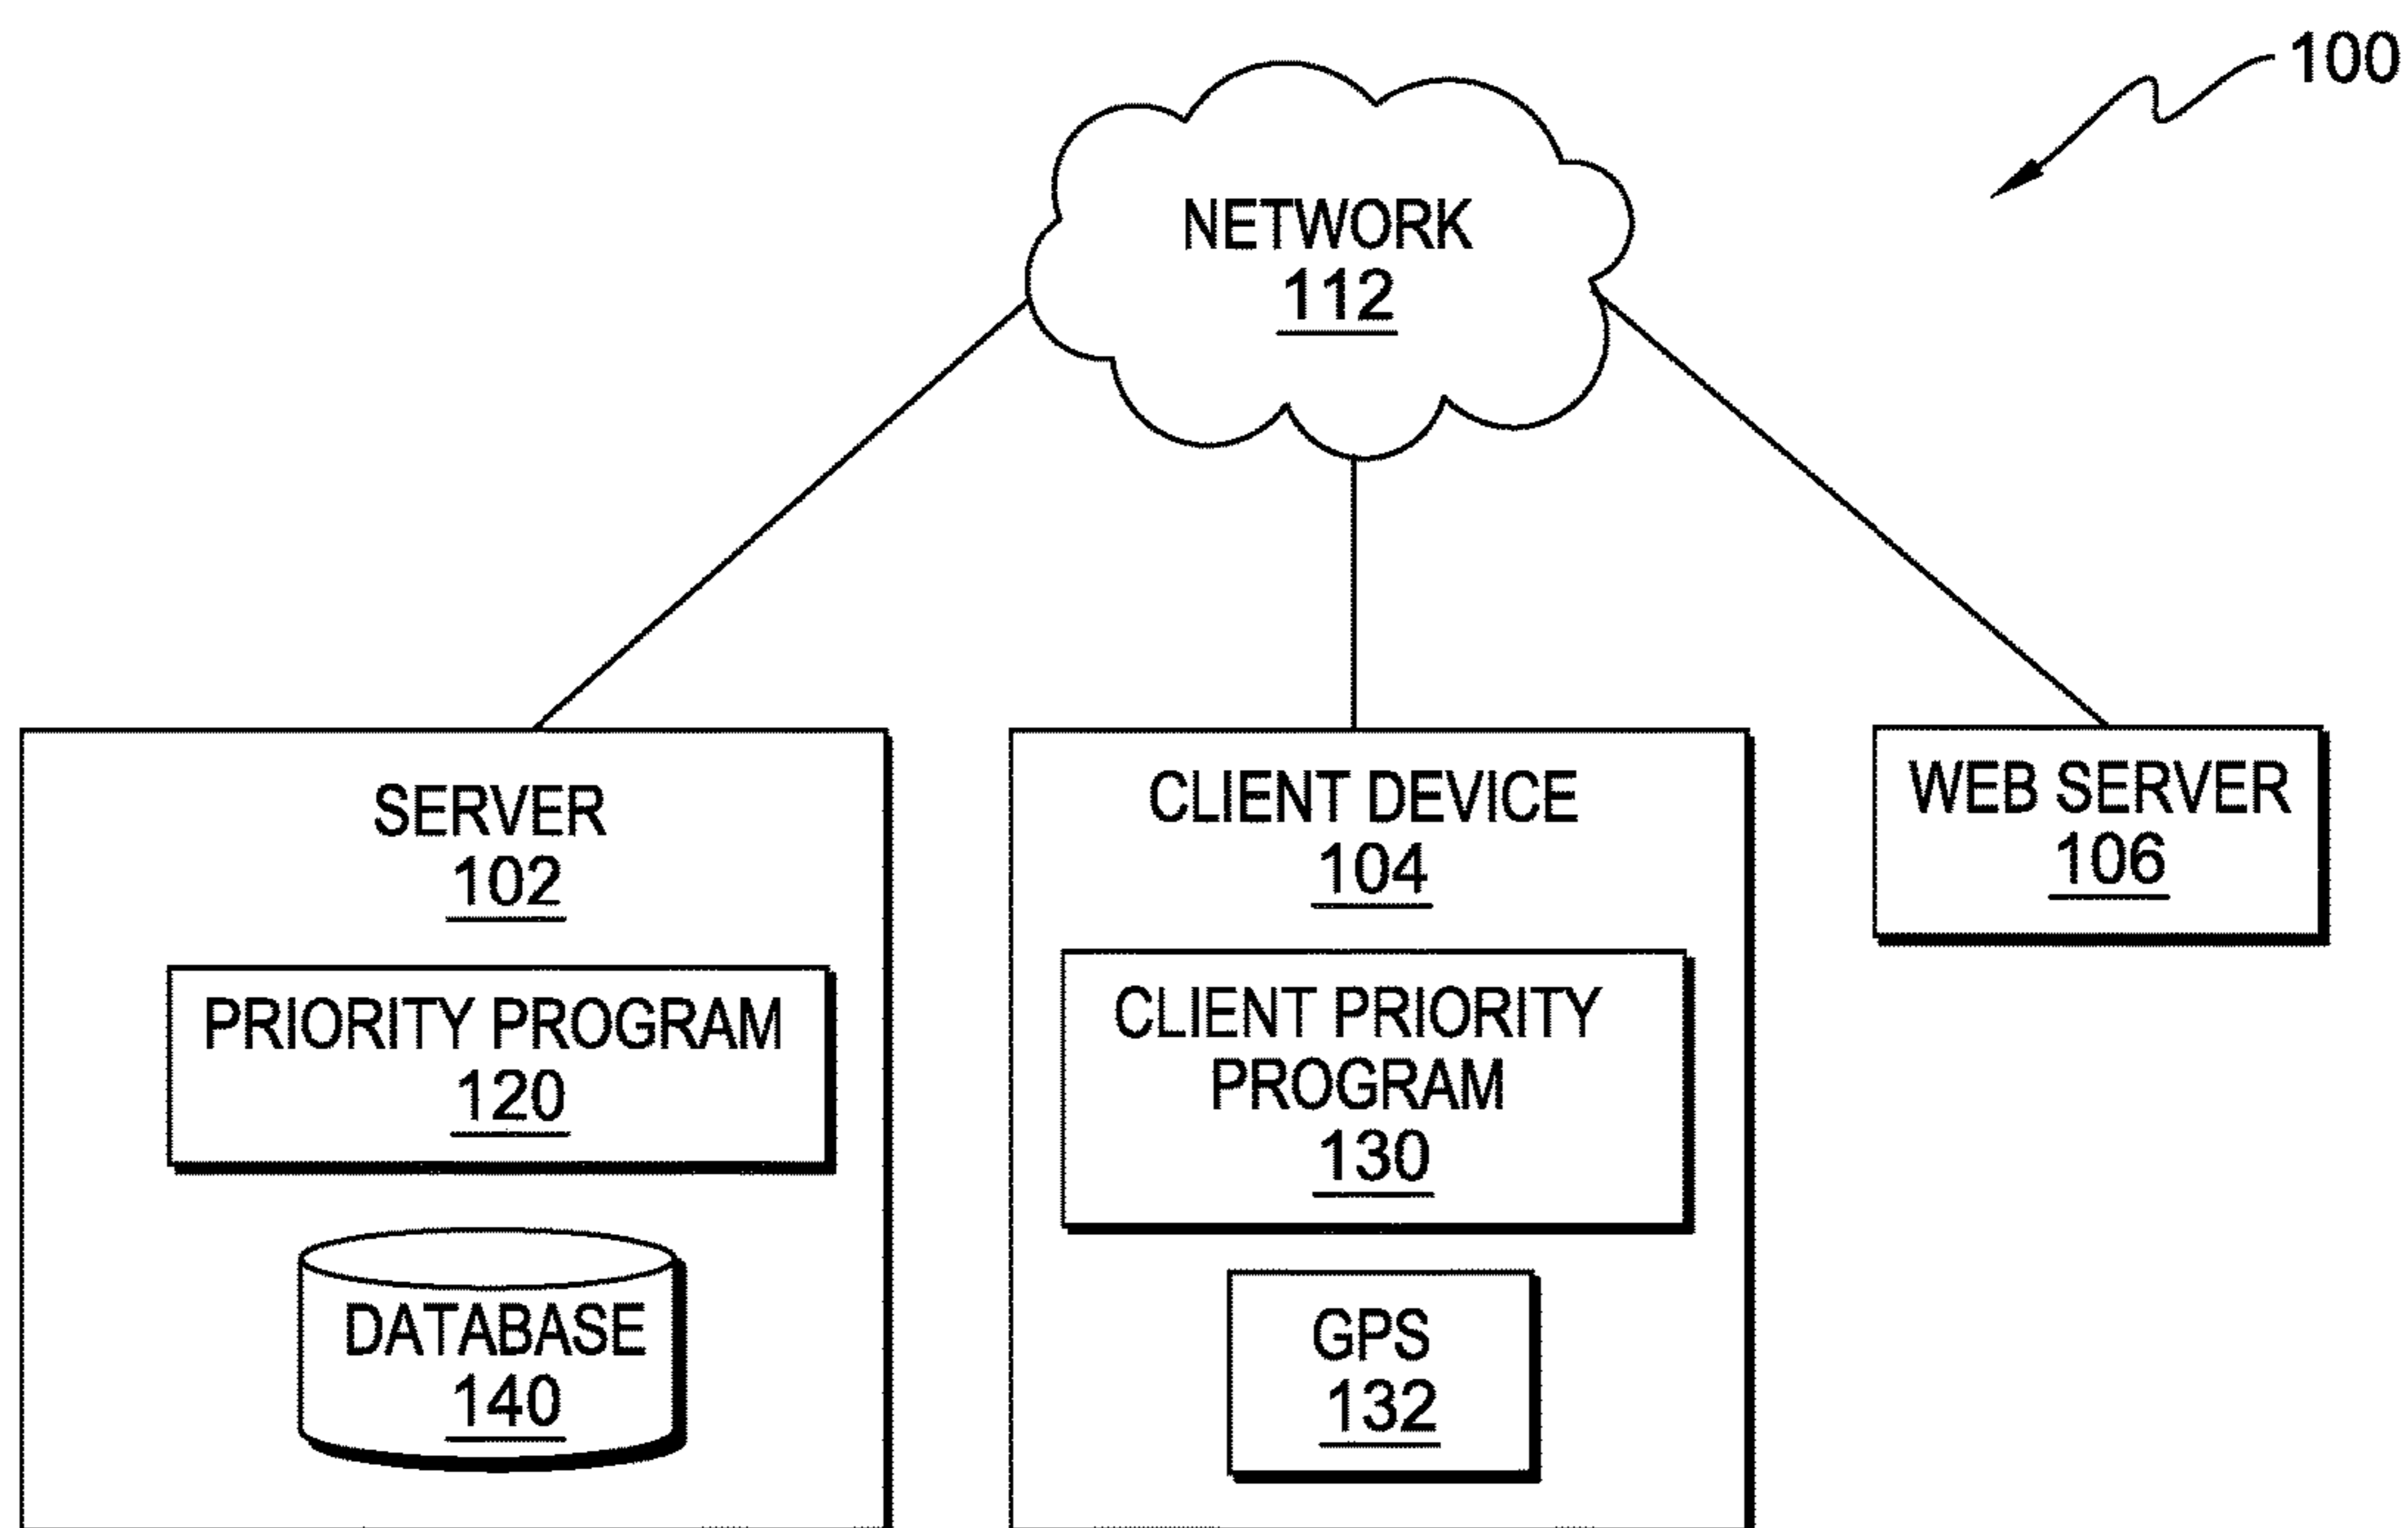 100
NETWORK
112
SERVER
102
PRIORITY PROGRAM
120
DATABASE
140
CLIENT DEVICE
104
CLIENT PRIORITY
PROGRAM
130
GPS
132
WEB SERVER
106